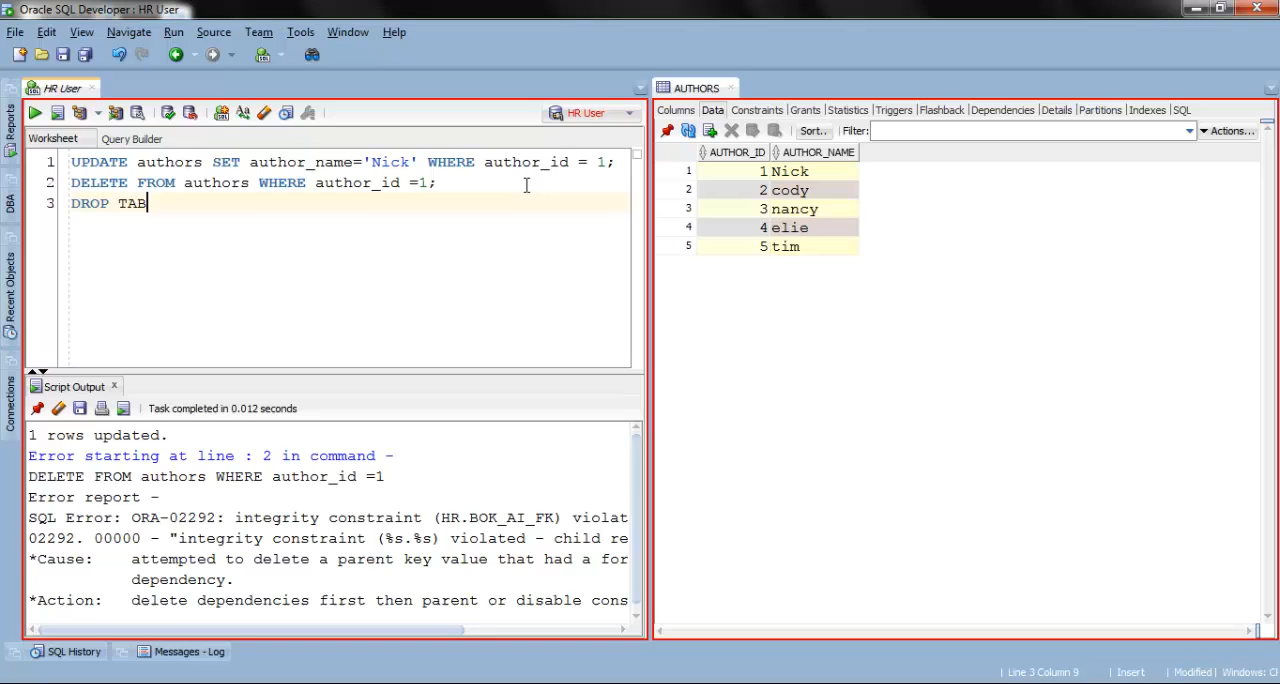 Oracle SQL Developer : HR User
File Edit View Navigate Run Source Team Tools Window Help
HR User
HR User
Worksheet Query Builder
1 UPDATE authors SET author_name='Nick' WHERE author_id = 1;
2 DELETE FROM authors WHERE author_id =1;
3 DROP TAB
Script Output
Task completed in 0.012 seconds
1 rows updated.
Error starting at line : 2 in command -
DELETE FROM authors WHERE author_id =1
Error report -
SQL Error: ORA-02292: integrity constraint (HR.BOK_AI_FK) violat
02292. 00000 - "integrity constraint (%s.%s) violated - child re
*Cause: attempted to delete a parent key value that had a for
dependency.
*Action: delete dependencies first then parent or disable cons
AUTHORS
Columns Data Constraints Grants Statistics Triggers Flashback Dependencies Details Partitions Indexes SQL
Sort.. Filter: Actions...
AUTHOR_ID AUTHOR_NAME
1 1 Nick
2 2 cody
3 3 nancy
4 4 elie
5 5 tim
Reports
DBA
Recent Objects
Connections
SQL History Messages - Log
Line 3 Column 9 Insert Modified Windows: Cl